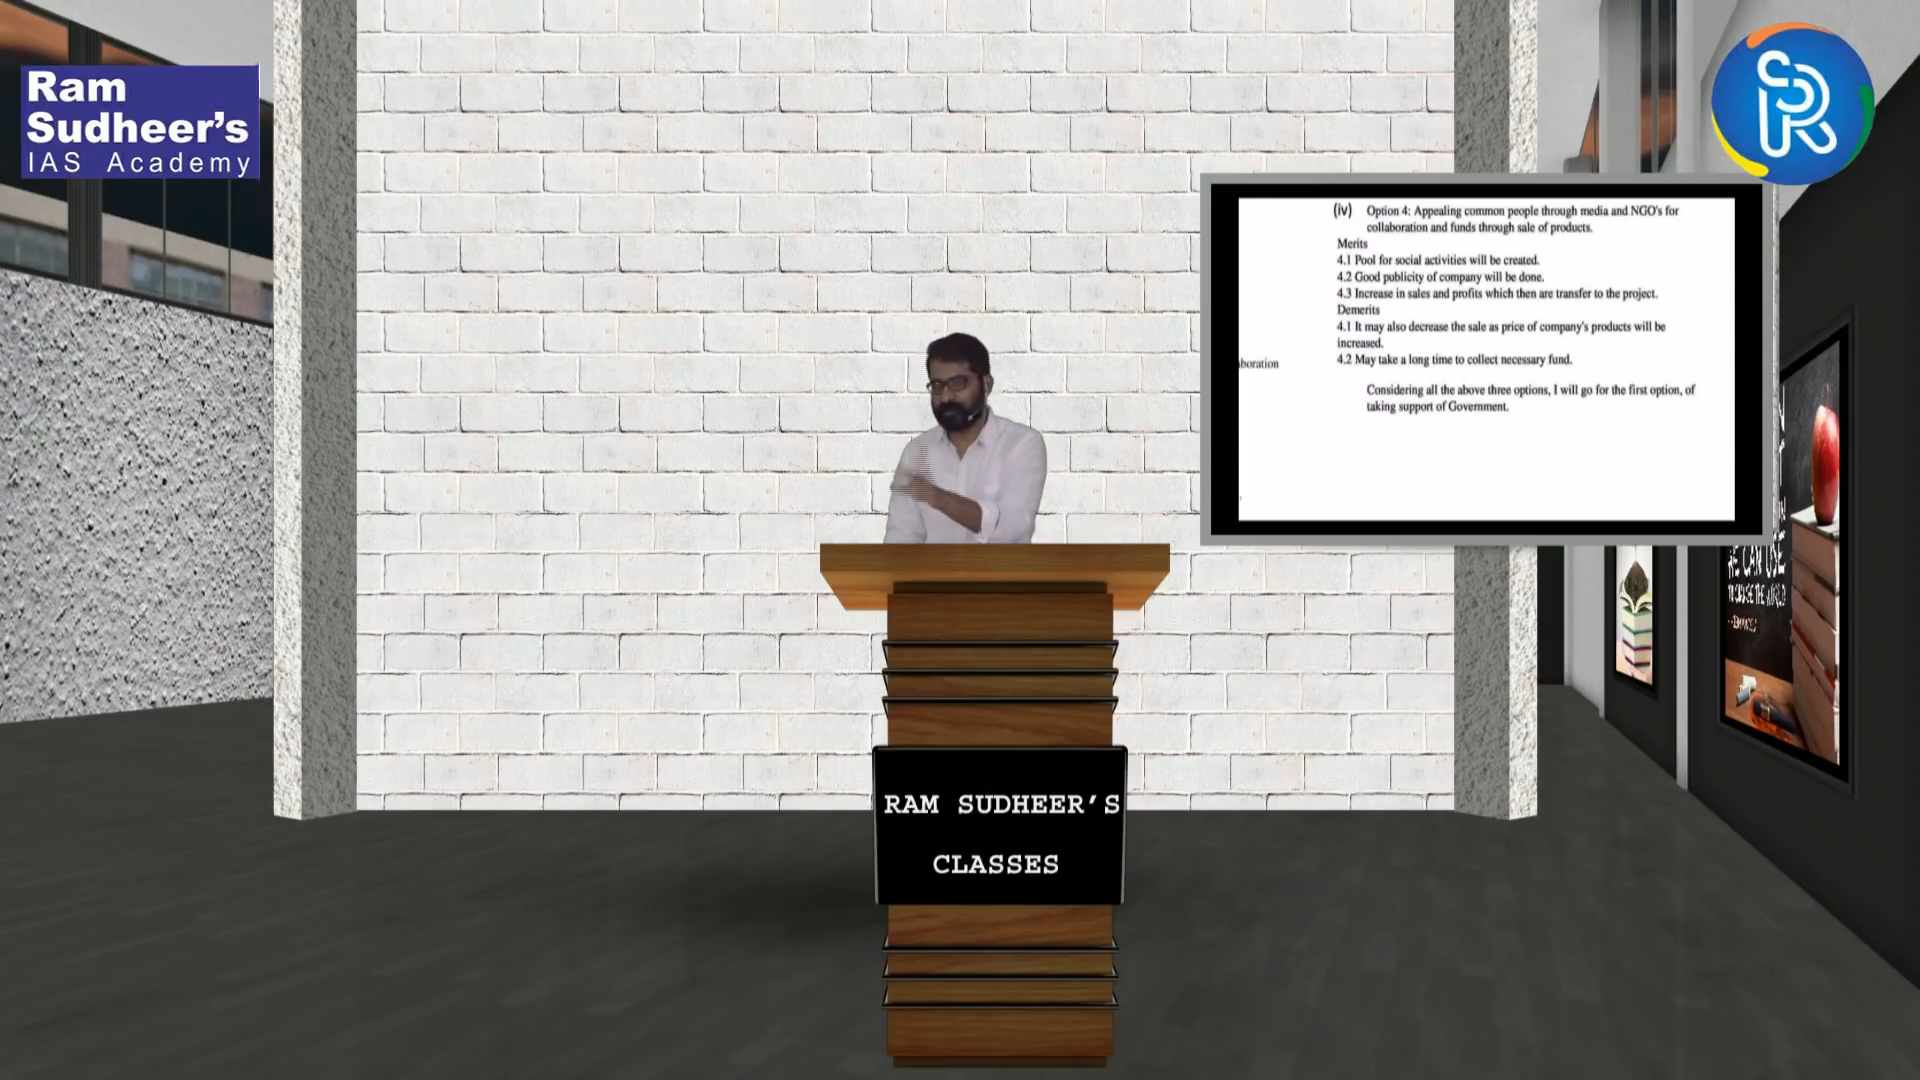 Ram
Sudheer's
IAS Academy
(iv) Option 4: Appealing common people through media and NGO's for
collaboration and funds through sale of products.
Merits
4.1 Pool for social activities will be created.
4.2 Good publicity of company will be done.
4.3 Increase in sales and profits which then are transfer to the project.
Demerits
4.1 It may also decrease the sale as price of company's products will be
increased.
4.2 May take a long time to collect necessary fund.
boration
Considering all the above three options, I will go for the first option, of
taking support of Government.
WE CAN USE
RAM SUDHEER'S
CLASSES